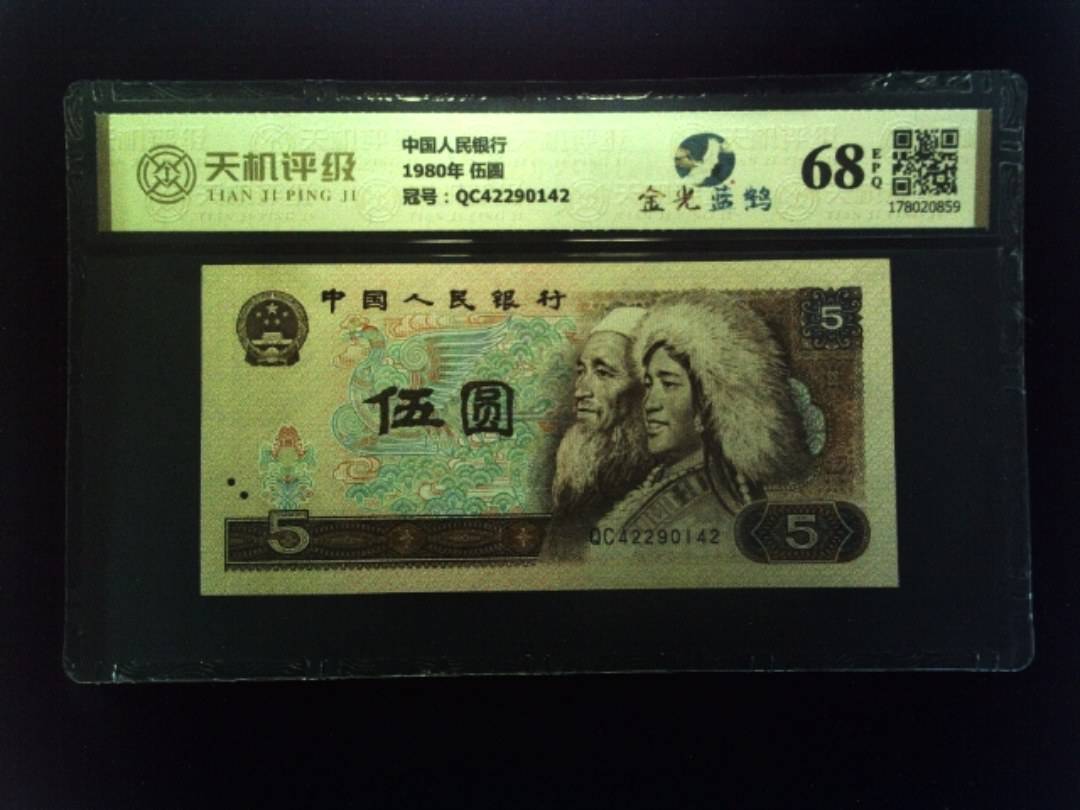 天机评级
TIAN JI PING JI
中国人民银行
1980年 伍圆
冠号：QC42290142
金光蓝鹤
68 EPQ
178020859
中国人民银行
5
伍圆
5
QC42290142
5